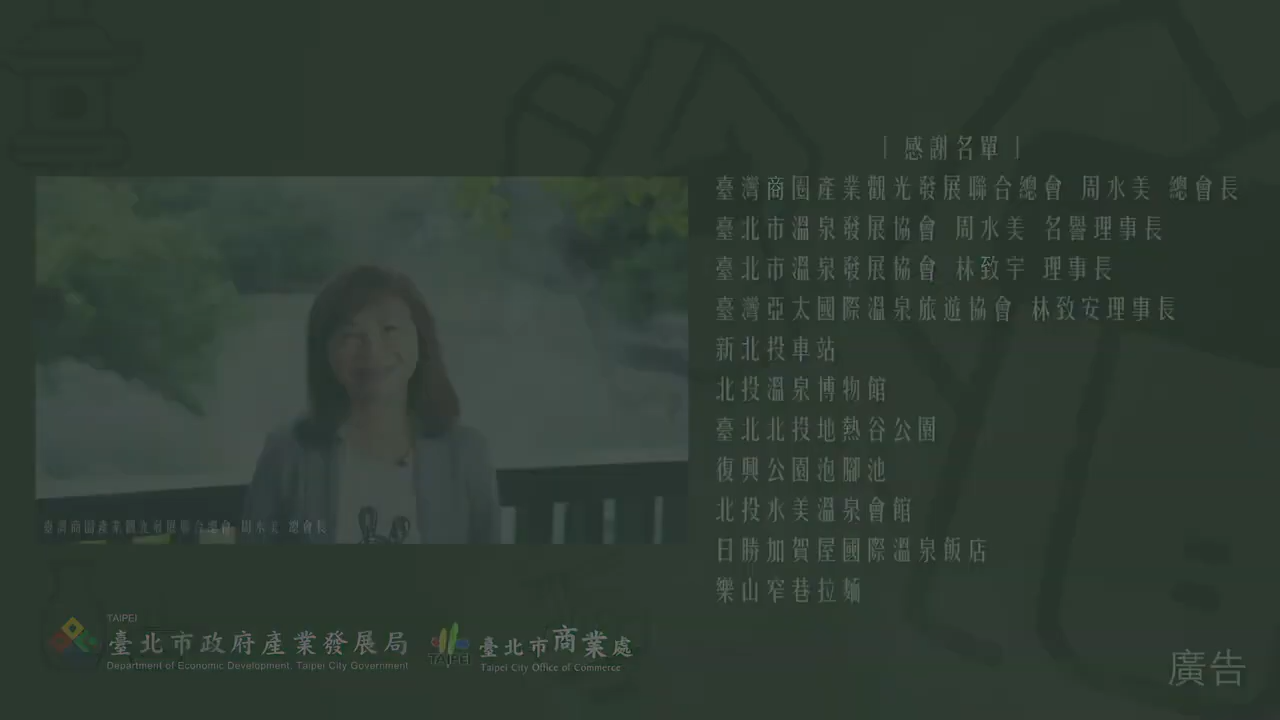 「感謝名單」
臺灣商圈產業觀光發展聯合總會 周水美 總會長
臺北市溫泉發展協會 周水美 名譽理事長
臺北市溫泉發展協會 林致宇 理事長
臺灣亞太國際溫泉旅遊協會 林致安理事長
新北投車站
北投溫泉博物館
臺北北投地熱谷公園
復興公園泡腳池
北投水美溫泉會館
日勝加賀屋國際溫泉飯店
樂山窄巷拉麵
臺灣商圈產業觀光發展聯合總會 周水美 總會長
TAIPEI
臺北市政府產業發展局
Department of Economic Development, Taipei City Government
TAIPEI
臺北市商業處
Taipei City Office of Commerce
廣告